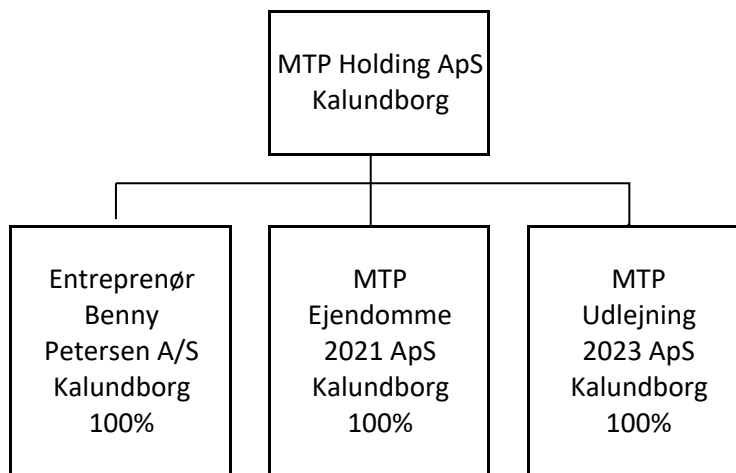 MTP Holding ApS
Kalundborg
Entreprenør
Benny
Petersen A/S
Kalundborg
100%
MTP
Ejendomme
2021 ApS
Kalundborg
100%
MTP
Udlejning
2023 ApS
Kalundborg
100%